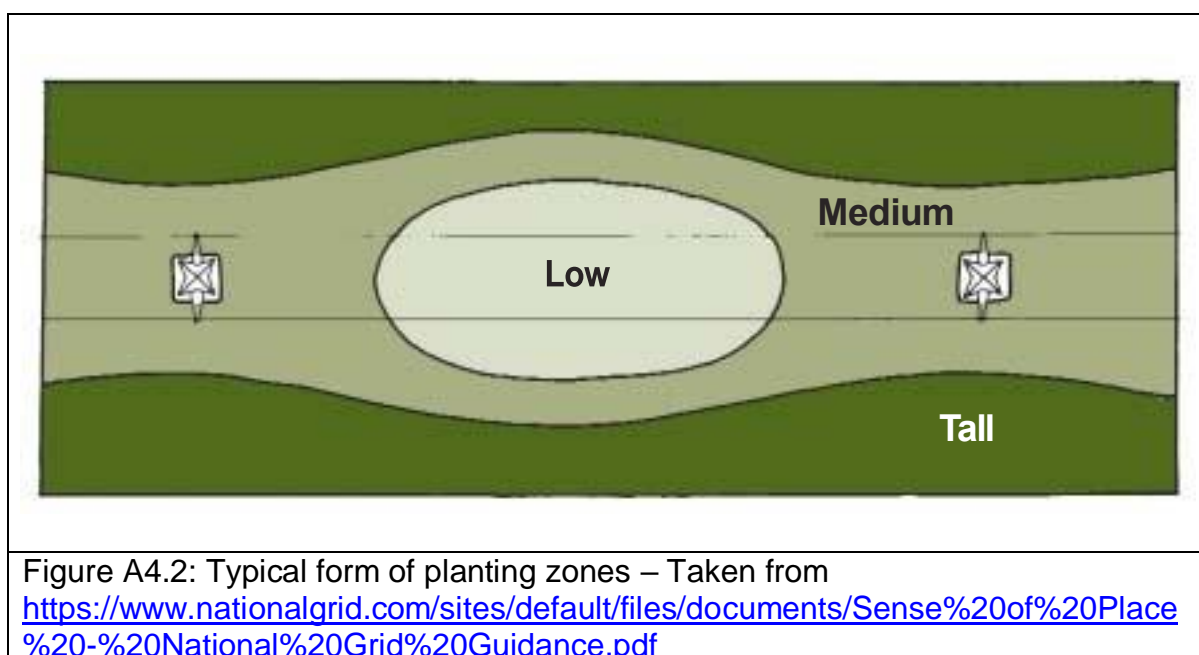 Medium
Low
Tall
Figure A4.2: Typical form of planting zones – Taken from
https://www.nationalgrid.com/sites/default/files/documents/Sense%20of%20Place
%20-%20National%20Grid%20Guidance.pdf